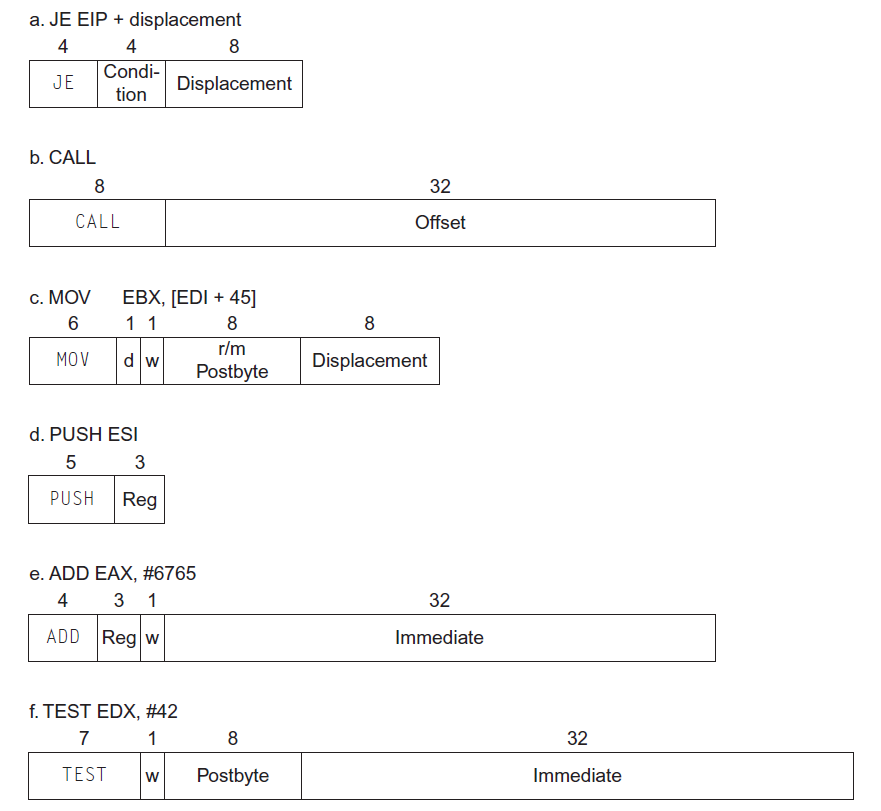 a. JE EIP + displacement
4 4 8
JE Condi-
tion Displacement
b. CALL
8 32
CALL Offset
c. MOV EBX, [EDI + 45]
6 1 1 8 8
MOV d w r/m
Postbyte Displacement
d. PUSH ESI
5 3
PUSH Reg
e. ADD EAX, #6765
4 3 1 32
ADD Reg w Immediate
f. TEST EDX, #42
7 1 8 32
TEST w Postbyte Immediate